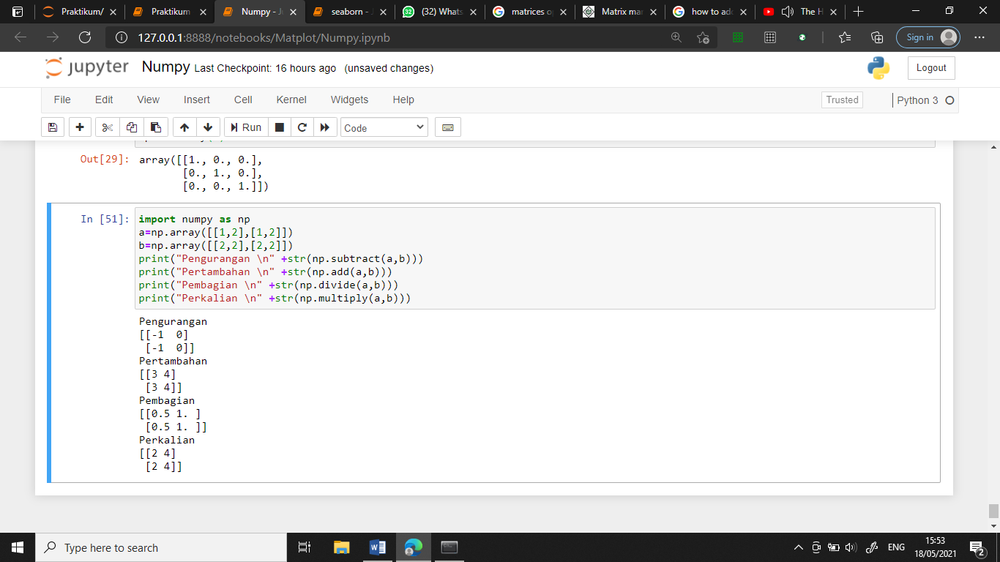 Praktikum/
Praktikum
Numpy - J
seaborn - J
(32) Whats
matrices o
Matrix ma
how to add
The H
127.0.0.1:8888/notebooks/Matplot/Numpy.ipynb
Sign in
jupyter Numpy Last Checkpoint: 16 hours ago (unsaved changes)
Logout
File Edit View Insert Cell Kernel Widgets Help
Trusted
Python 3
Run
Code
Out[29]: array([[1., 0., 0.],
[0., 1., 0.],
[0., 0., 1.]])
In [51]: import numpy as np
a=np.array([[1,2],[1,2]])
b=np.array([[2,2],[2,2]])
print("Pengurangan \n" +str(np.subtract(a,b)))
print("Pertambahan \n" +str(np.add(a,b)))
print("Pembagian \n" +str(np.divide(a,b)))
print("Perkalian \n" +str(np.multiply(a,b)))
Pengurangan
[[-1  0]
 [-1  0]]
Pertambahan
[[3 4]
 [3 4]]
Pembagian
[[0.5 1. ]
 [0.5 1. ]]
Perkalian
[[2 4]
 [2 4]]
Type here to search
ENG
15:53
18/05/2021
2